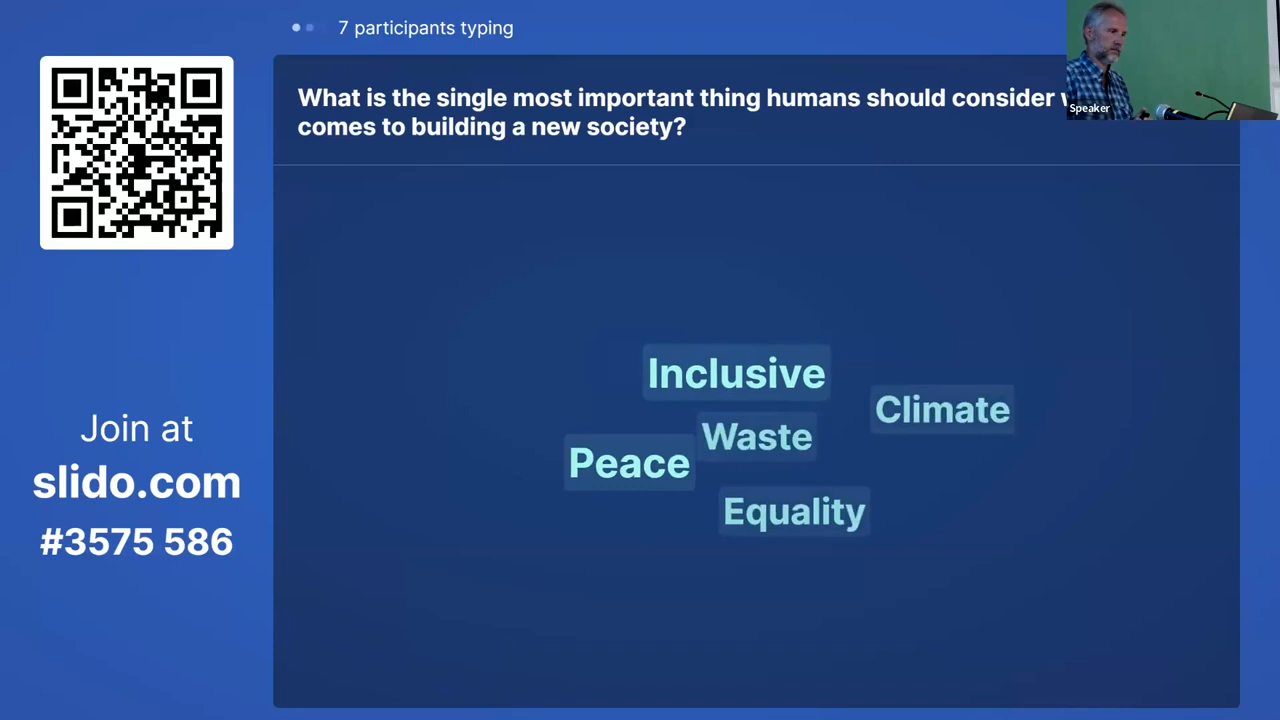 7 participants typing
What is the single most important thing humans should consider
comes to building a new society?
Speaker
Inclusive
Climate
Waste
Peace
Equality
Join at
slido.com
#3575 586